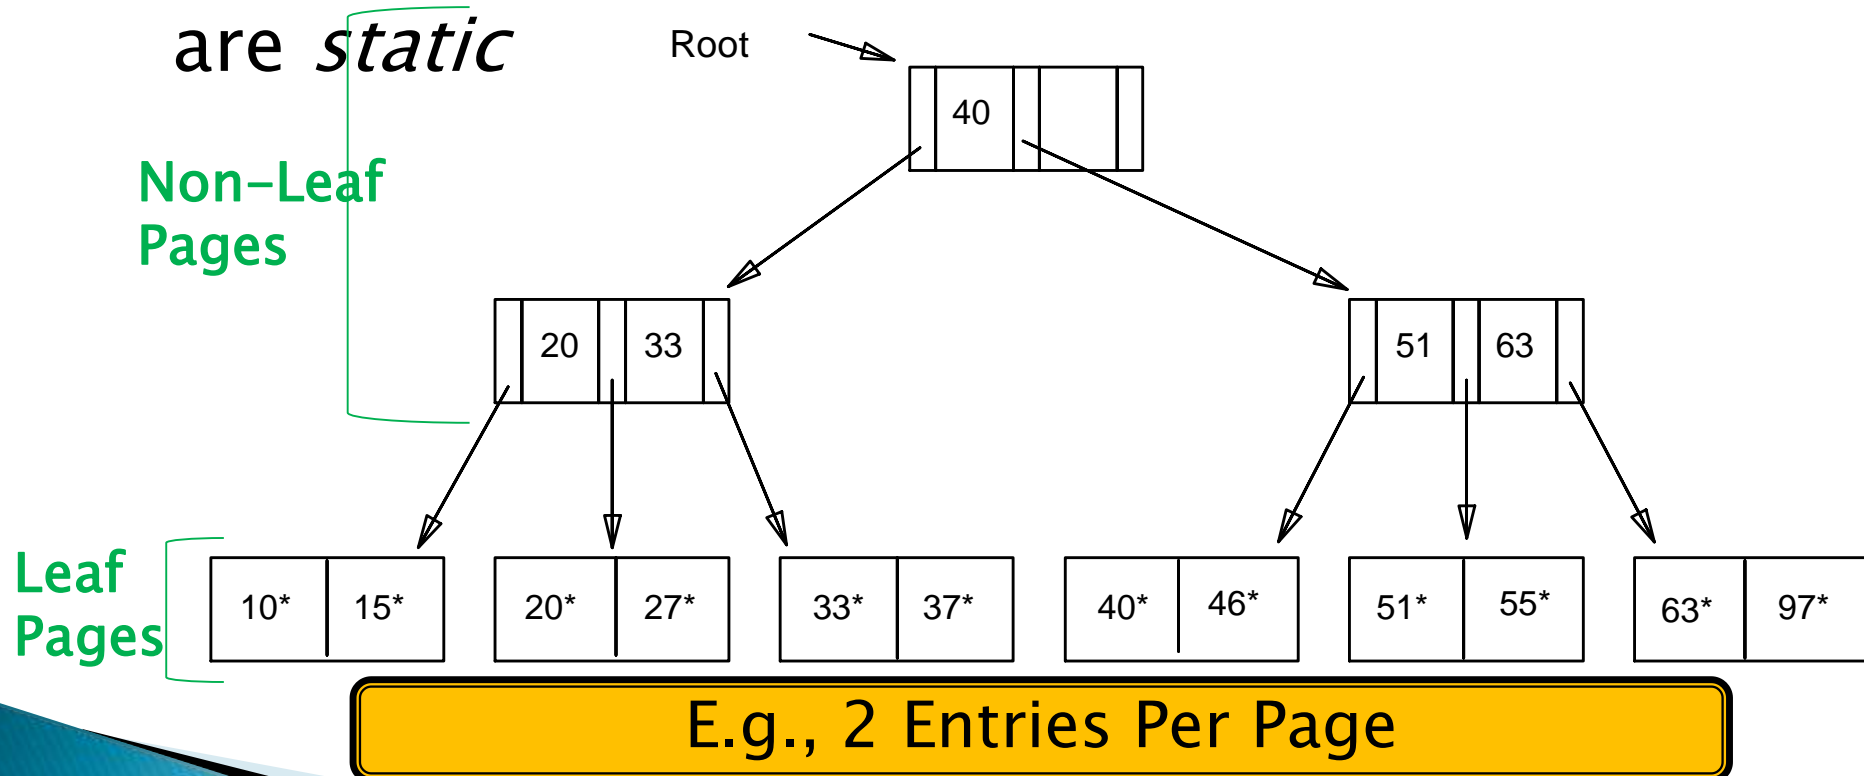 are static
Root
40
Non-Leaf
Pages
20 33
51 63
Leaf
Pages
10* 15*
20* 27*
33* 37*
40* 46*
51* 55*
63* 97*
E.g., 2 Entries Per Page